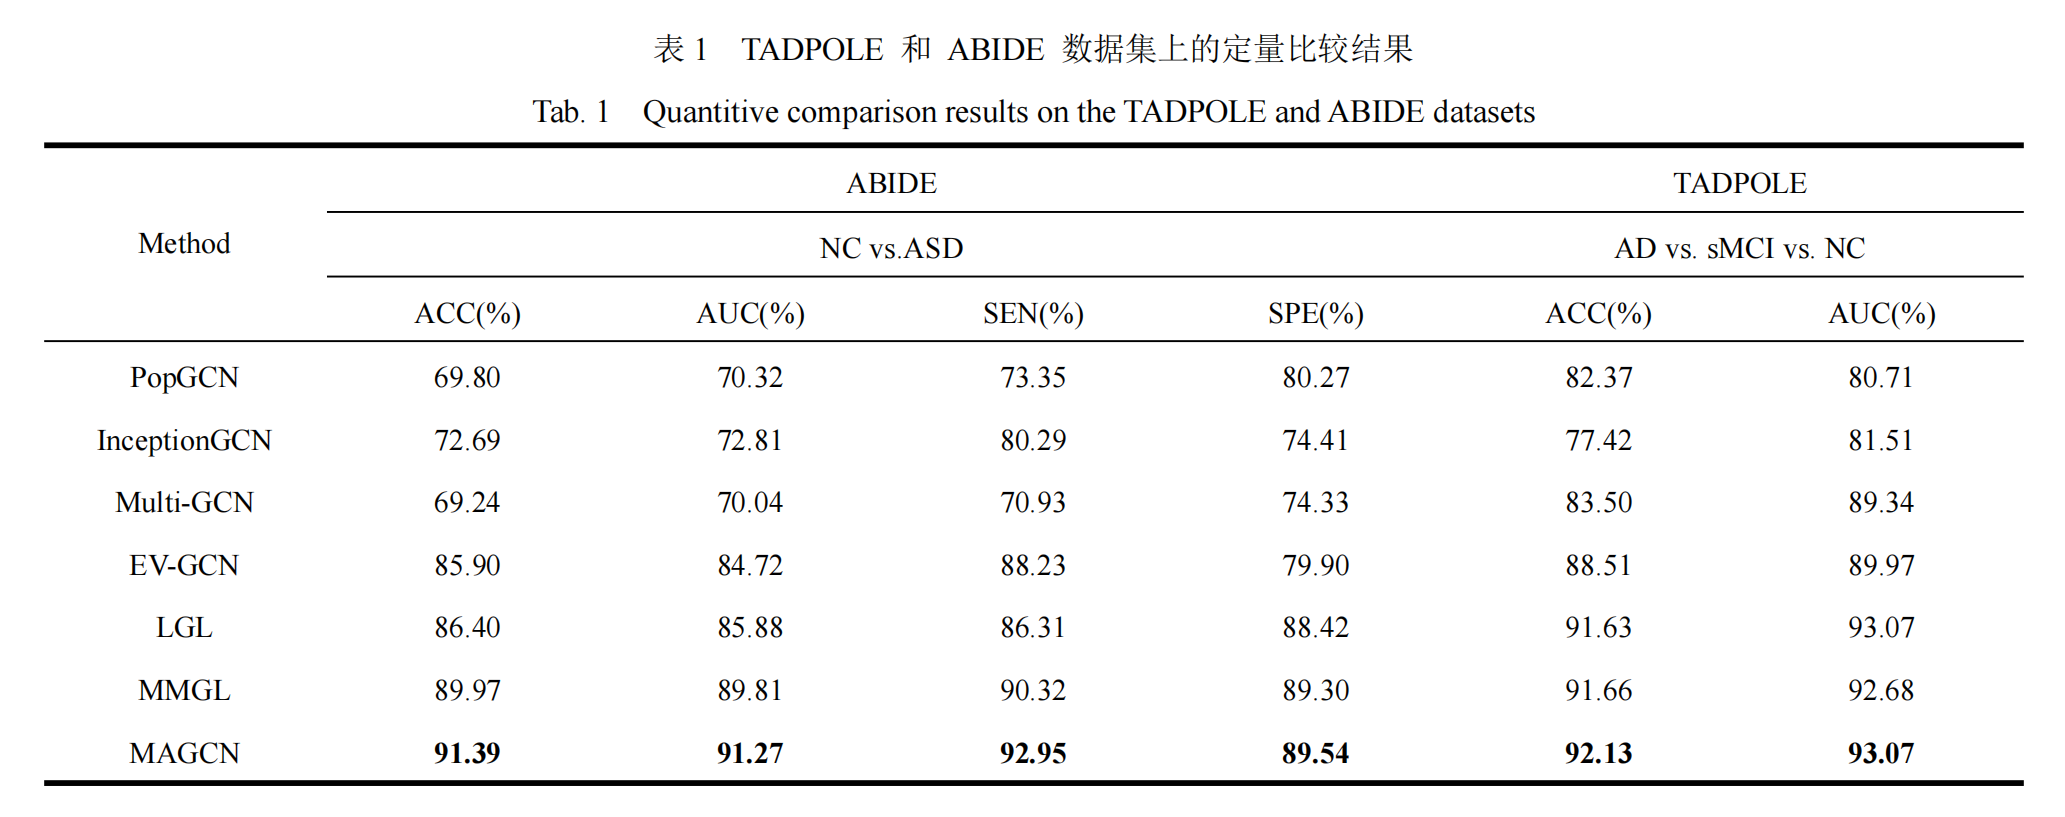 表 1 TADPOLE 和 ABIDE 数据集上的定量比较结果
Tab. 1 Quantitive comparison results on the TADPOLE and ABIDE datasets
Method ABIDE TADPOLE
NC vs.ASD AD vs. sMCI vs. NC
ACC(%) AUC(%) SEN(%) SPE(%) ACC(%) AUC(%)
PopGCN 69.80 70.32 73.35 80.27 82.37 80.71
InceptionGCN 72.69 72.81 80.29 74.41 77.42 81.51
Multi-GCN 69.24 70.04 70.93 74.33 83.50 89.34
EV-GCN 85.90 84.72 88.23 79.90 88.51 89.97
LGL 86.40 85.88 86.31 88.42 91.63 93.07
MMGL 89.97 89.81 90.32 89.30 91.66 92.68
MAGCN 91.39 91.27 92.95 89.54 92.13 93.07